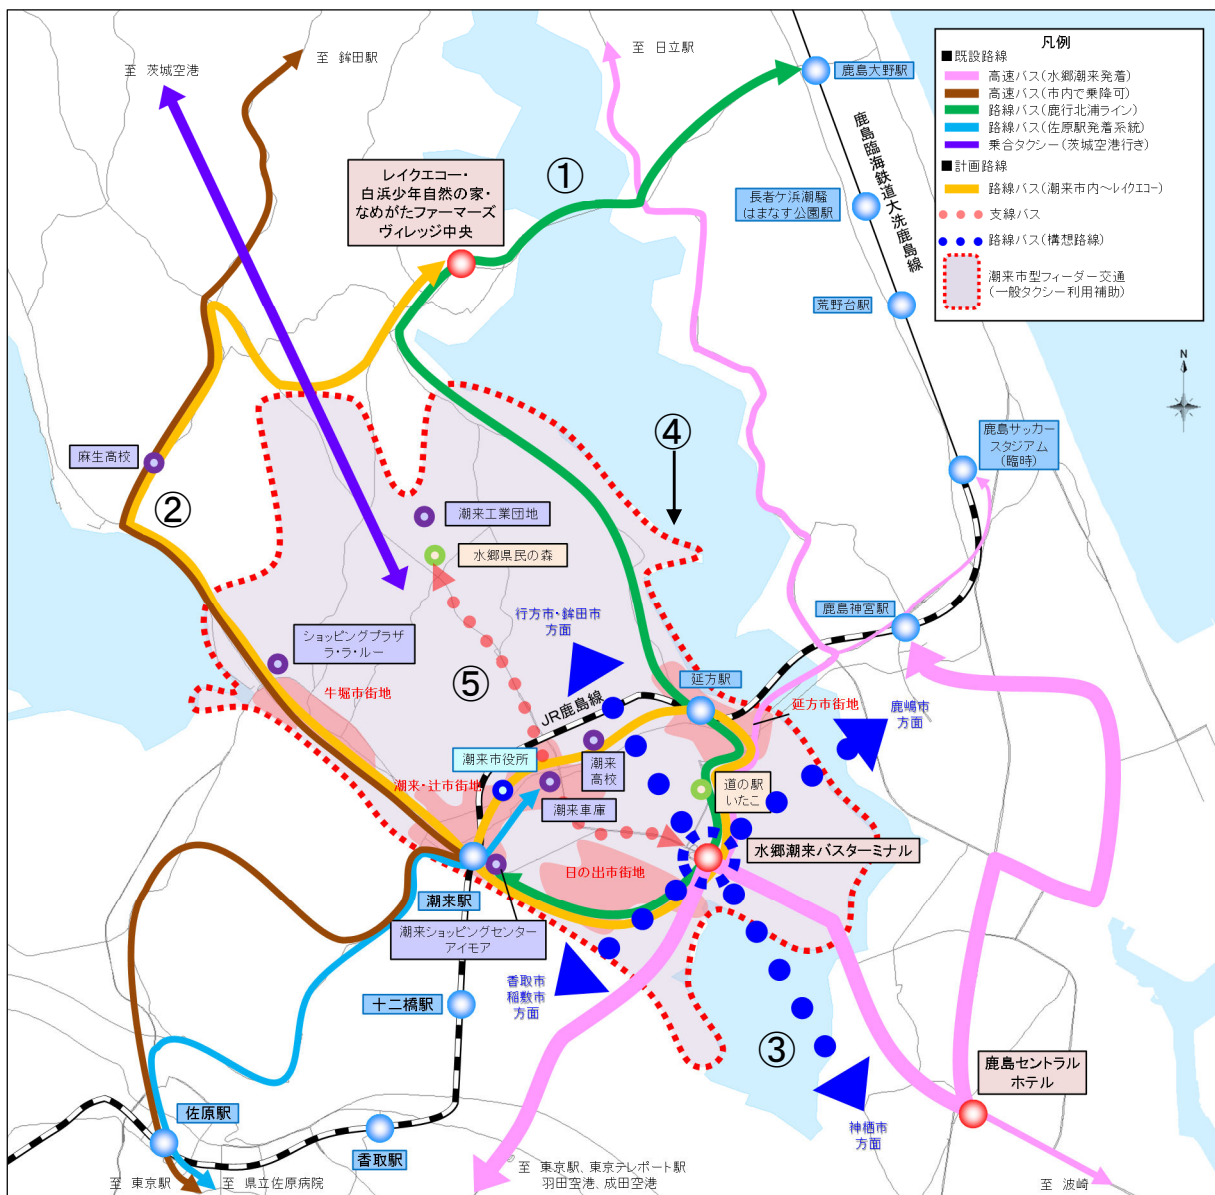 至 茨城空港
至 鉾田駅
至 日立駅
鹿島大野駅
凡例
■既設路線
高速バス(水郷潮来発着)
高速バス(市内で乗降可)
路線バス(鹿行北浦ライン)
路線バス(佐原駅発着系統)
乗合タクシー(茨城空港行き)
■計画路線
路線バス(潮来市内～レイクエコー)
支線バス
路線バス(構想路線)
潮来市型フィーダー交通
(一般タクシー利用補助)
鹿島臨海鉄道大洗鹿島線
レイクエコー・
白浜少年自然の家・
なめがたファーマーズ
ヴィレッジ中央
①
長者ケ浜潮騒
はまなす公園駅
荒野台駅
N
④
鹿島サッカー
スタジアム
(臨時)
麻生高校
②
潮来工業団地
水郷県民の森
行方市・鉾田市
方面
鹿島神宮駅
ショッピングプラザ
ラ・ラ・ルー
牛堀市街地
⑤
延方駅
JR鹿島線
延方市街地
鹿嶋市
方面
潮来市役所
潮来
高校
潮来・辻市街地
潮来車庫
道の駅
いたこ
水郷潮来バスターミナル
日の出市街地
潮来駅
潮来ショッピングセンター
アイモア
香取市
稲敷市
方面
十二橋駅
③
鹿島セントラル
ホテル
佐原駅
香取駅
神栖市
方面
至 東京駅
至 県立佐原病院
至 東京駅、東京テレポート駅
羽田空港、成田空港
至 波崎